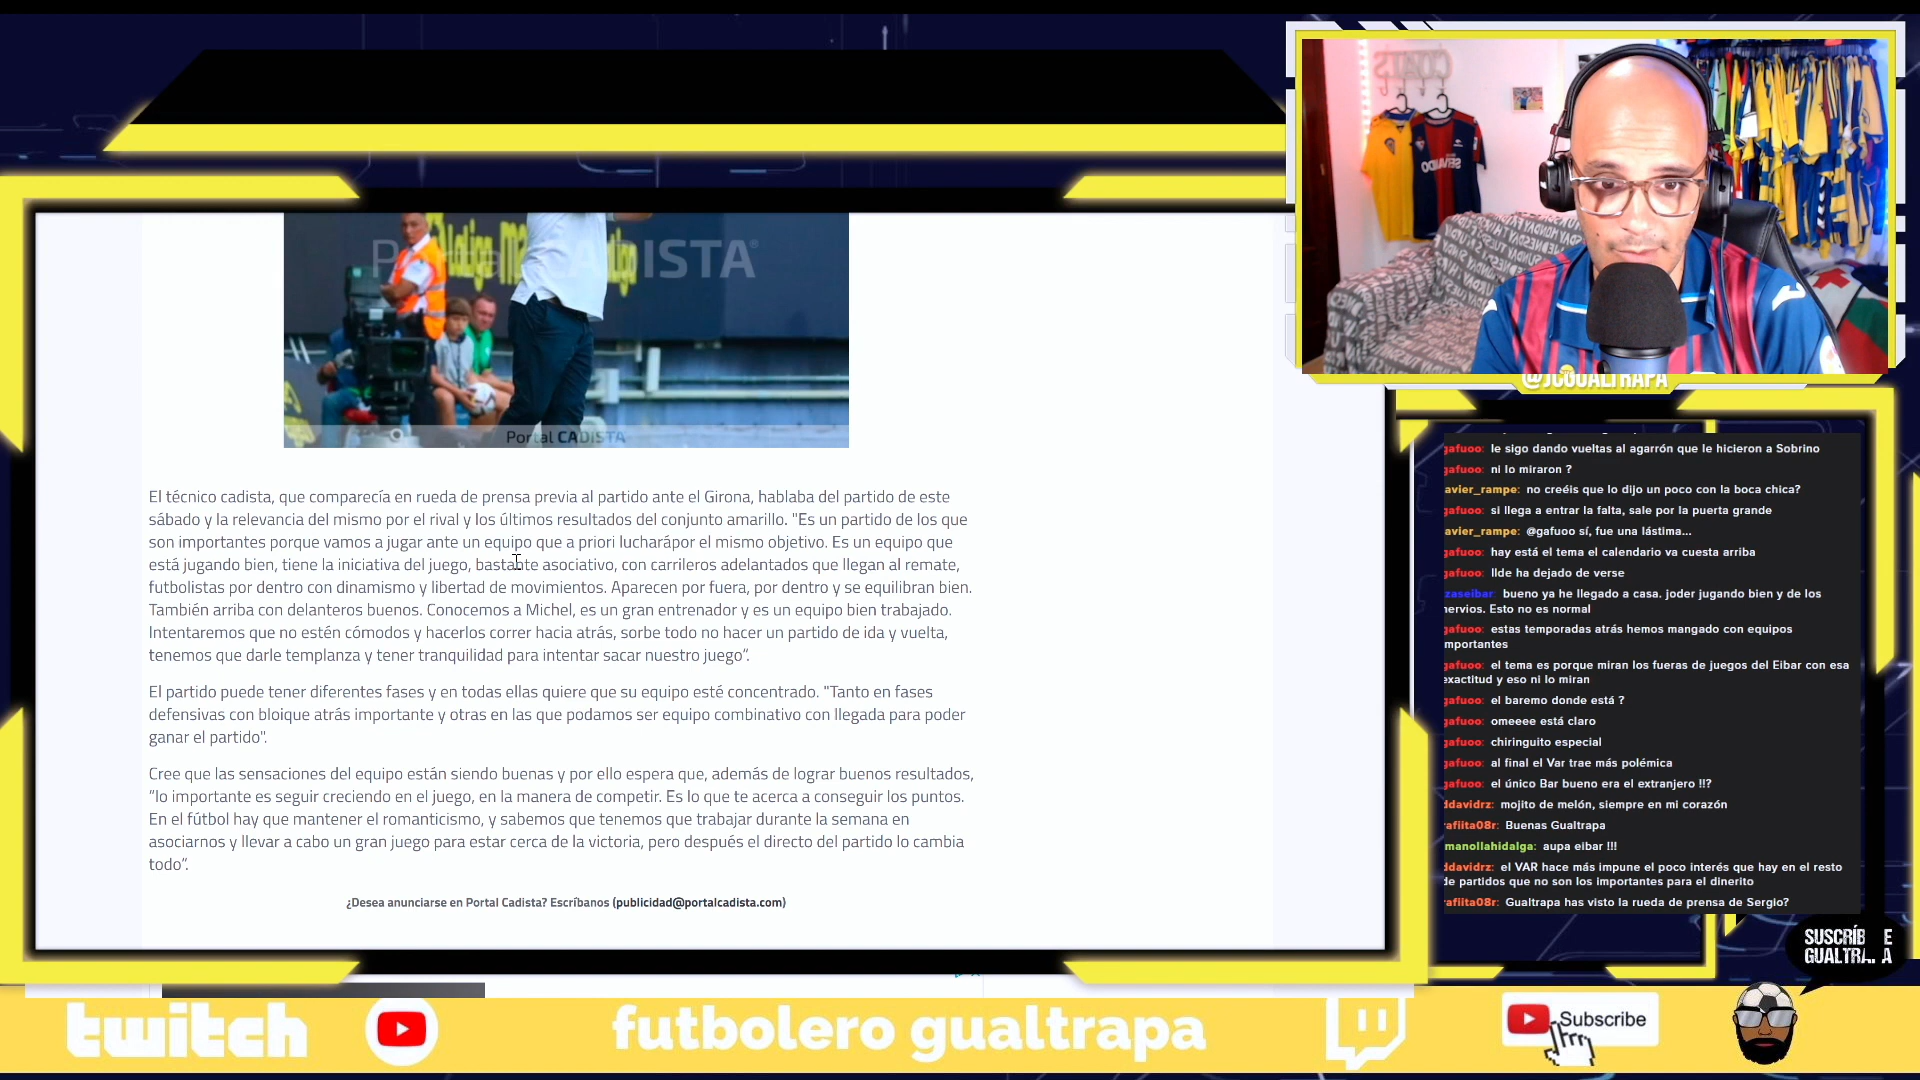 Portal CADISTA
Portal CADISTA
El técnico cadista, que comparecía en rueda de prensa previa al partido ante el Girona, hablaba del partido de este
sábado y la relevancia del mismo por el rival y los últimos resultados del conjunto amarillo. "Es un partido de los que
son importantes porque vamos a jugar ante un equipo que a priori lucharápor el mismo objetivo. Es un equipo que
está jugando bien, tiene la iniciativa del juego, bastante asociativo, con carrileros adelantados que llegan al remate,
futbolistas por dentro con dinamismo y libertad de movimientos. Aparecen por fuera, por dentro y se equilibran bien.
También arriba con delanteros buenos. Conocemos a Michel, es un gran entrenador y es un equipo bien trabajado.
Intentaremos que no estén cómodos y hacerlos correr hacia atrás, sorbe todo no hacer un partido de ida y vuelta,
tenemos que darle templanza y tener tranquilidad para intentar sacar nuestro juego”.
El partido puede tener diferentes fases y en todas ellas quiere que su equipo esté concentrado. "Tanto en fases
defensivas con bloique atrás importante y otras en las que podamos ser equipo combinativo con llegada para poder
ganar el partido".
Cree que las sensaciones del equipo están siendo buenas y por ello espera que, además de lograr buenos resultados,
“lo importante es seguir creciendo en el juego, en la manera de competir. Es lo que te acerca a conseguir los puntos.
En el fútbol hay que mantener el romanticismo, y sabemos que tenemos que trabajar durante la semana en
asociarnos y llevar a cabo un gran juego para estar cerca de la victoria, pero después el directo del partido lo cambia
todo”.
¿Desea anunciarse en Portal Cadista? Escríbanos (publicidad@portalcadista.com)
COATS
@JCGUALTRAPA
gafuoo: le sigo dando vueltas al agarrón que le hicieron a Sobrino
gafuoo: ni lo miraron ?
avier_rampe: no creéis que lo dijo un poco con la boca chica?
gafuoo: si llega a entrar la falta, sale por la puerta grande
avier_rampe: @gafuoo sí, fue una lástima...
gafuoo: hay está el tema el calendario va cuesta arriba
gafuoo: llde ha dejado de verse
zaseibar: bueno ya he llegado a casa. joder jugando bien y de los
nervios. Esto no es normal
gafuoo: estas temporadas atrás hemos mangado con equipos
mportantes
gafuoo: el tema es porque miran los fueras de juegos del Eibar con esa
exactitud y eso ni lo miran
gafuoo: el baremo donde está ?
gafuoo: omeeee está claro
gafuoo: chiringuito especial
gafuoo: al final el Var trae más polémica
gafuoo: el único Bar bueno era el extranjero !!?
ddavidrz: mojito de melón, siempre en mi corazón
rafiita08r: Buenas Gualtrapa
manollahidalga: aupa eibar !!!
ddavidrz: el VAR hace más impune el poco interés que hay en el resto
de partidos que no son los importantes para el dinerito
rafiita08r: Gualtrapa has visto la rueda de prensa de Sergio?
SUSCRÍB E
GUALTRA A
twitch
futbolero gualtrapa
Subscribe